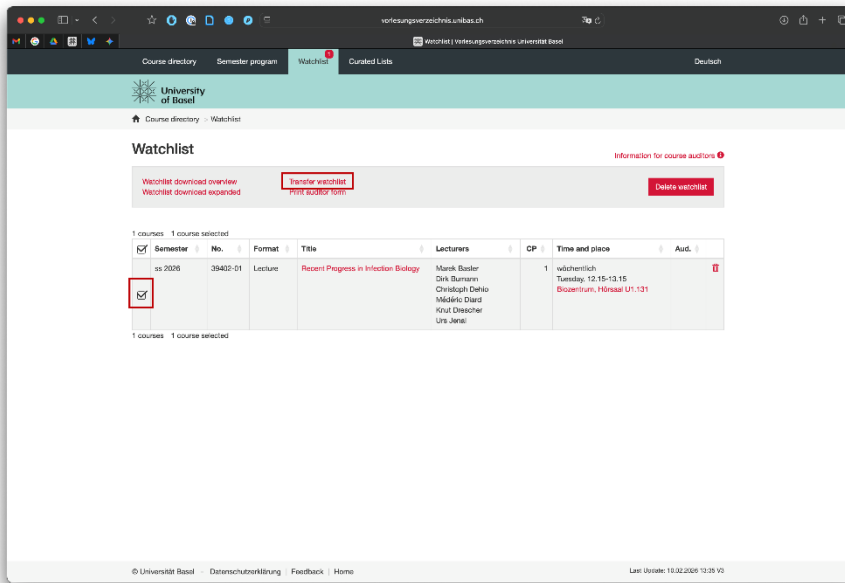 vorlesungsverzeichnis.unibas.ch
Watchlist | Vorlesungsverzeichnis Universität Basel
Course directory Semester program Watchlist 1 Curated Lists Deutsch
University
of Basel
Course directory > Watchlist
Watchlist
Information for course auditors
Watchlist download overview Transfer watchlist
Watchlist download expanded Print auditor form
Delete watchlist
1 courses 1 course selected
Semester No. Format Title Lecturers CP Time and place Aud.
ss 2026 39402-01 Lecture Recent Progress in Infection Biology Marek Basler 1 wöchentlich
Dirk Bumann Tuesday, 12.15-13.15
Christoph Dehio Biozentrum, Hörsaal U1.131
Médéric Diard
Knut Drescher
Urs Jenal
1 courses 1 course selected
© Universität Basel - Datenschutzerklärung | Feedback | Home Last Update: 18.02.2026 13:35 V3